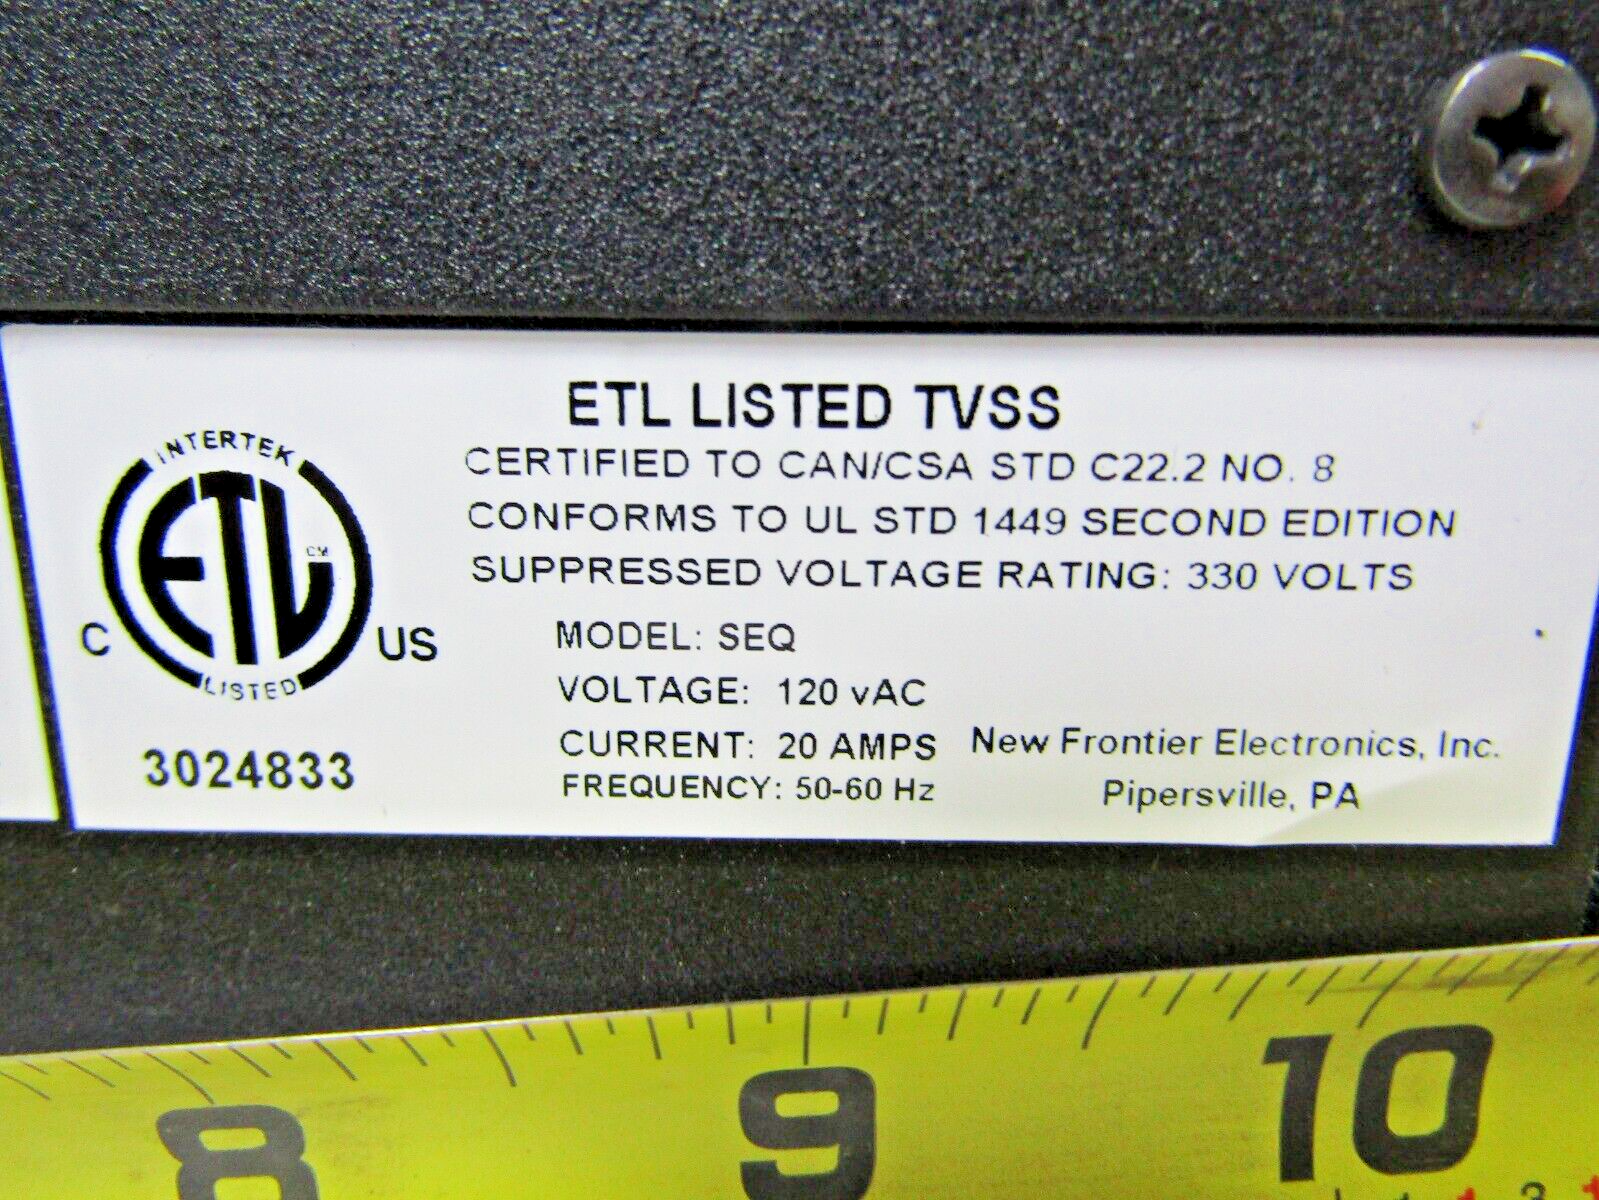 ETL LISTED TVSS
CERTIFIED TO CAN/CSA STD C22.2 NO. 8
CONFORMS TO UL STD 1449 SECOND EDITION
SUPPRESSED VOLTAGE RATING: 330 VOLTS
INTERTEK
ETL CM
LISTED
C US
3024833
MODEL: SEQ
VOLTAGE: 120 vAC
CURRENT: 20 AMPS
FREQUENCY: 50-60 Hz
New Frontier Electronics, Inc.
Pipersville, PA
8 9 10